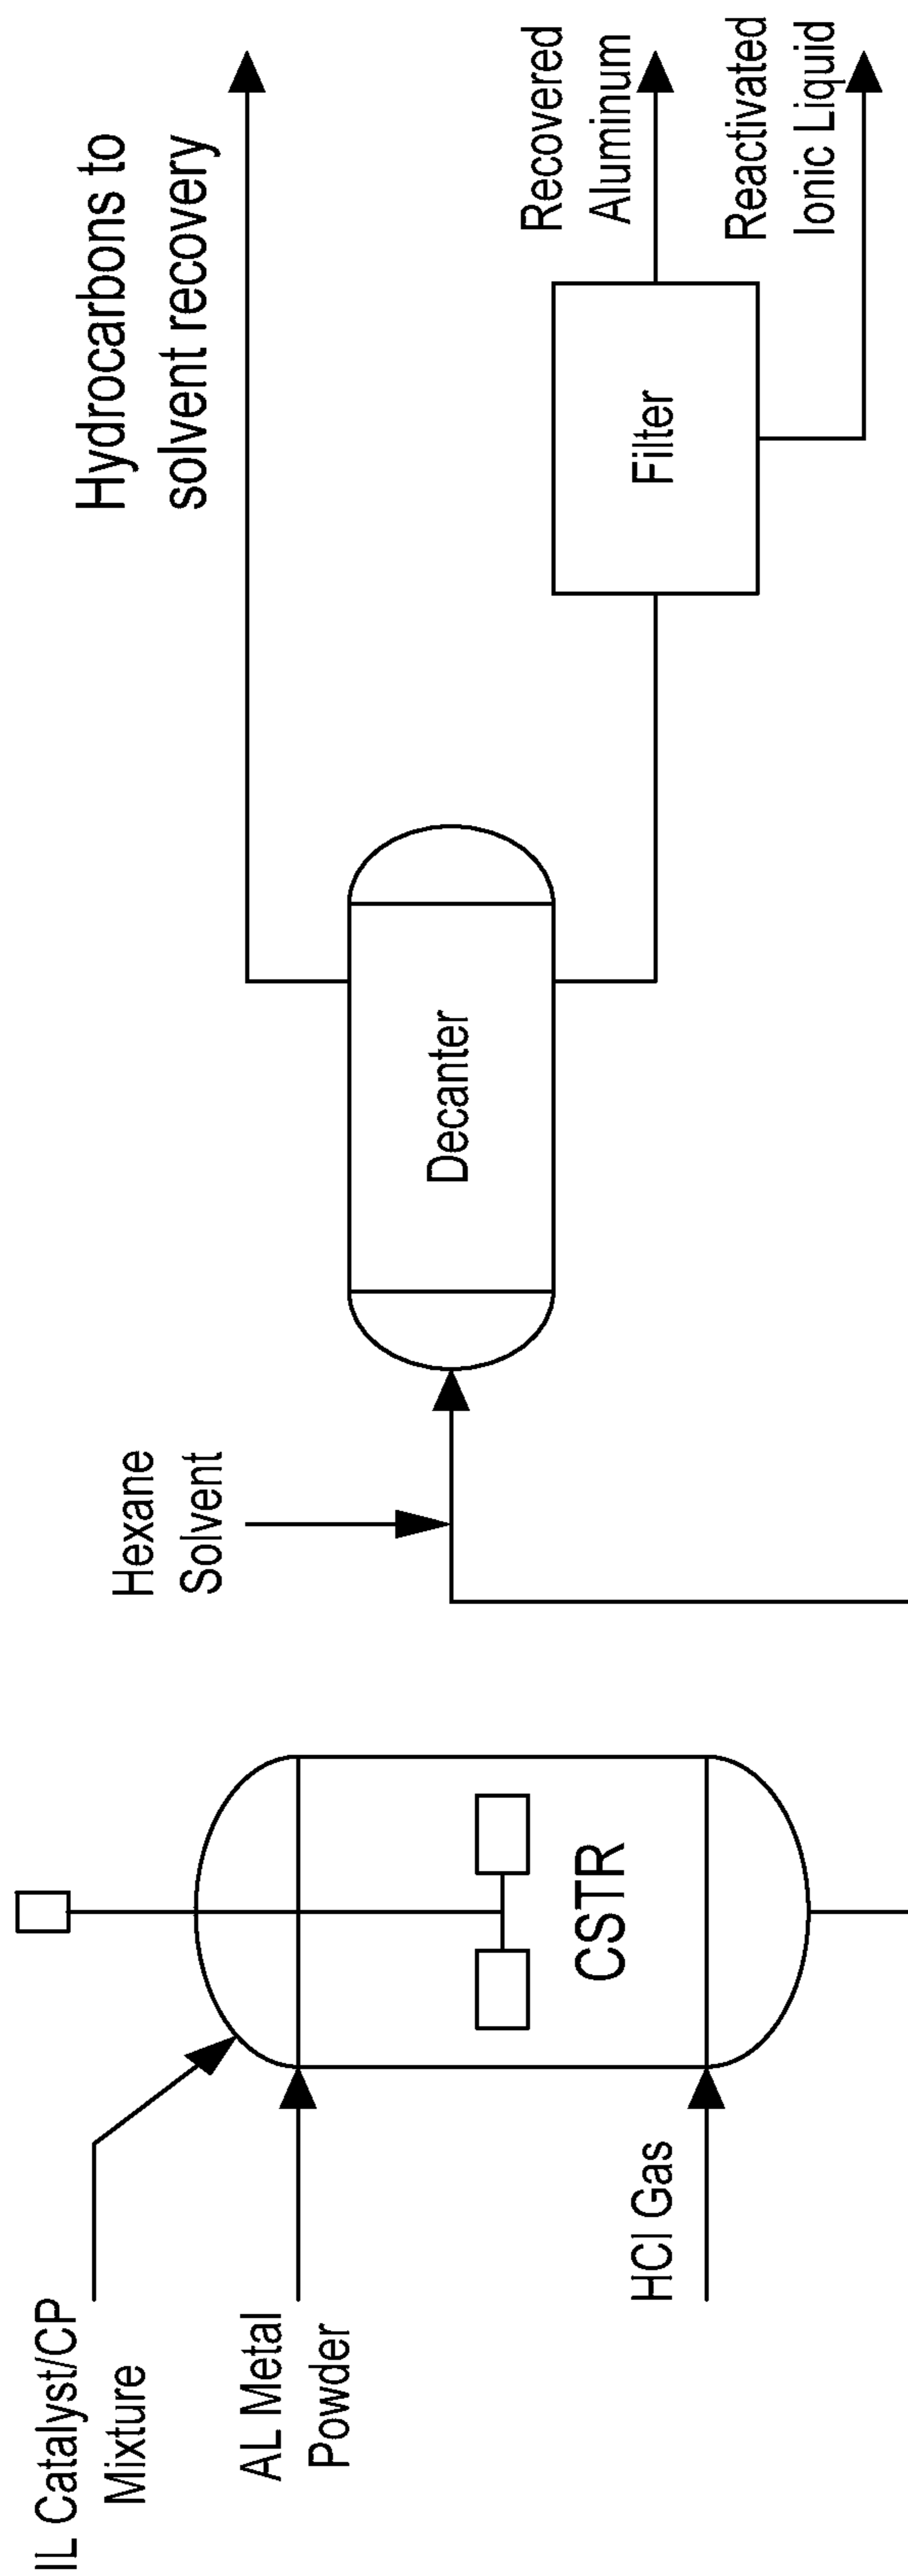 IL Catalyst/CP
Mixture
AL Metal
Powder
HCl Gas
CSTR
Hexane
Solvent
Decanter
Hydrocarbons to
solvent recovery
Filter
Recovered
Aluminum
Reactivated
Ionic Liquid